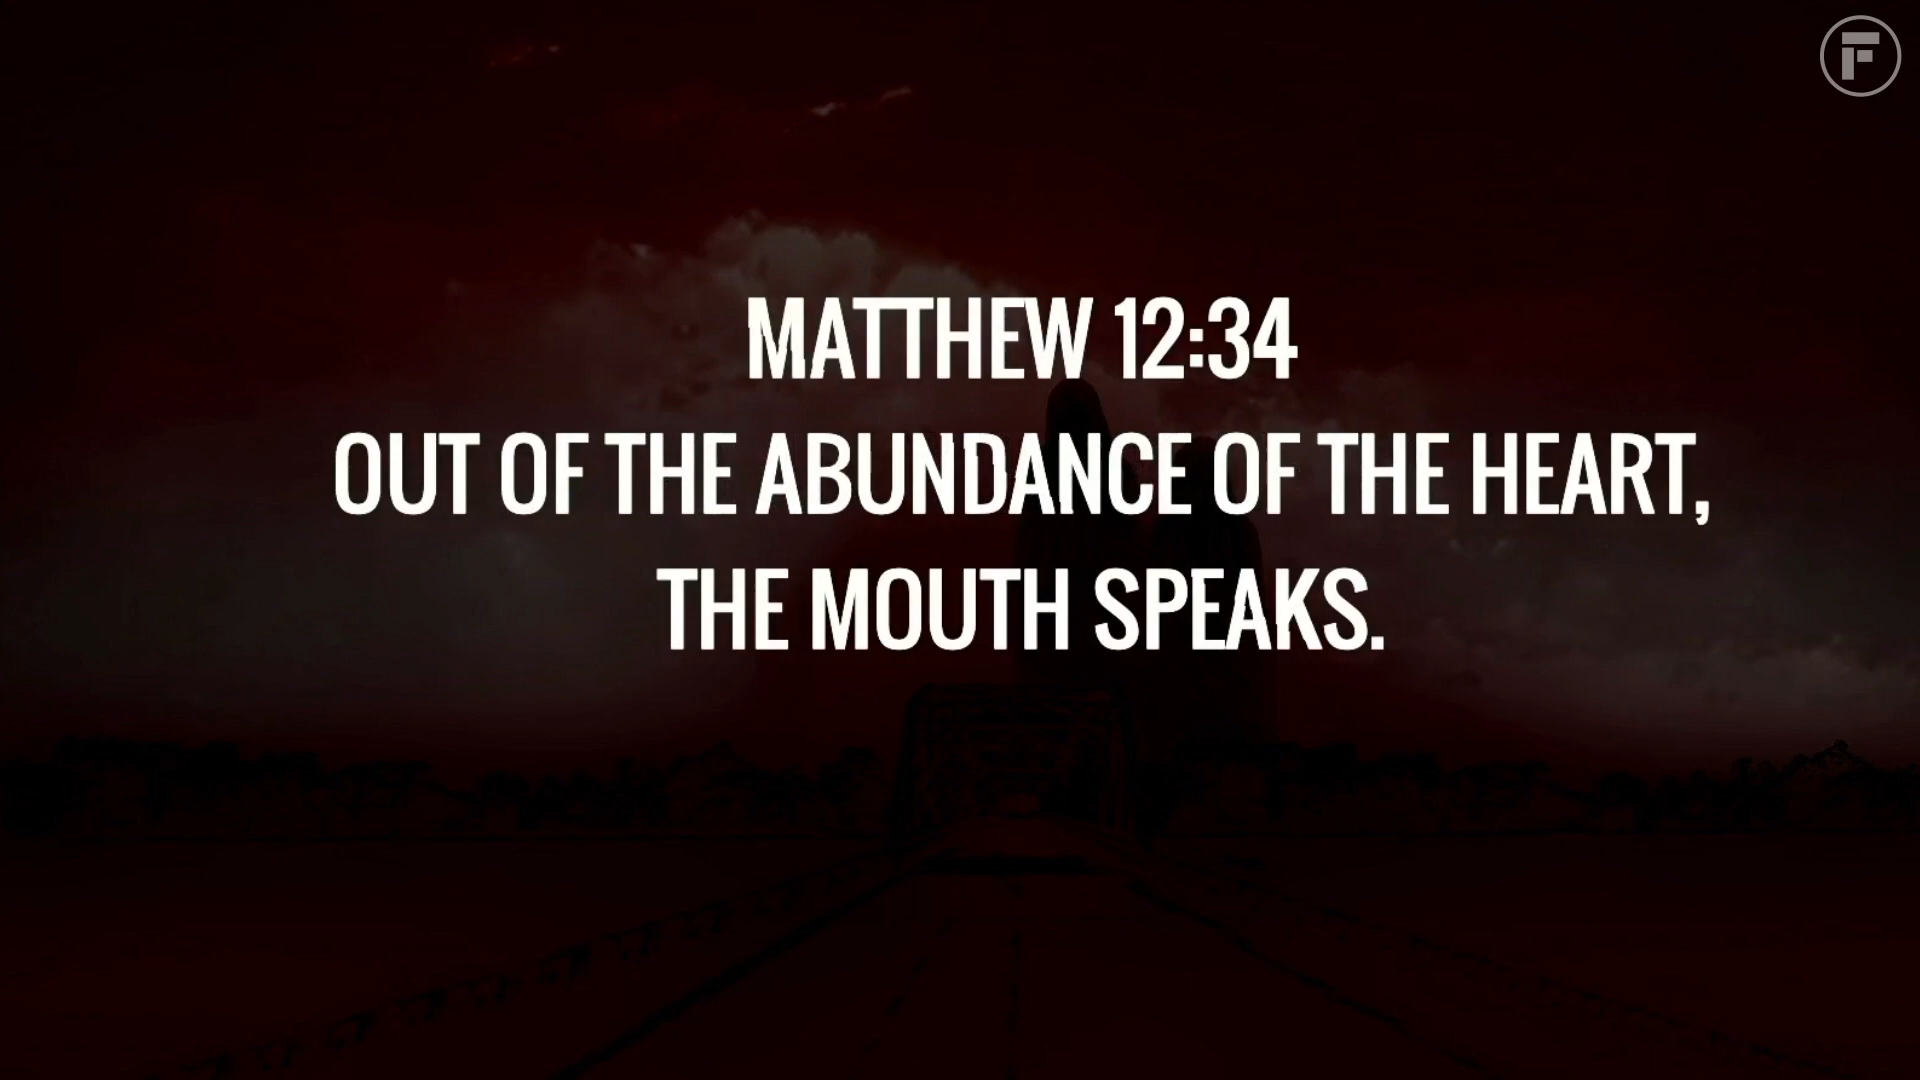 MATTHEW 12:34
OUT OF THE ABUNDANCE OF THE HEART,
THE MOUTH SPEAKS.